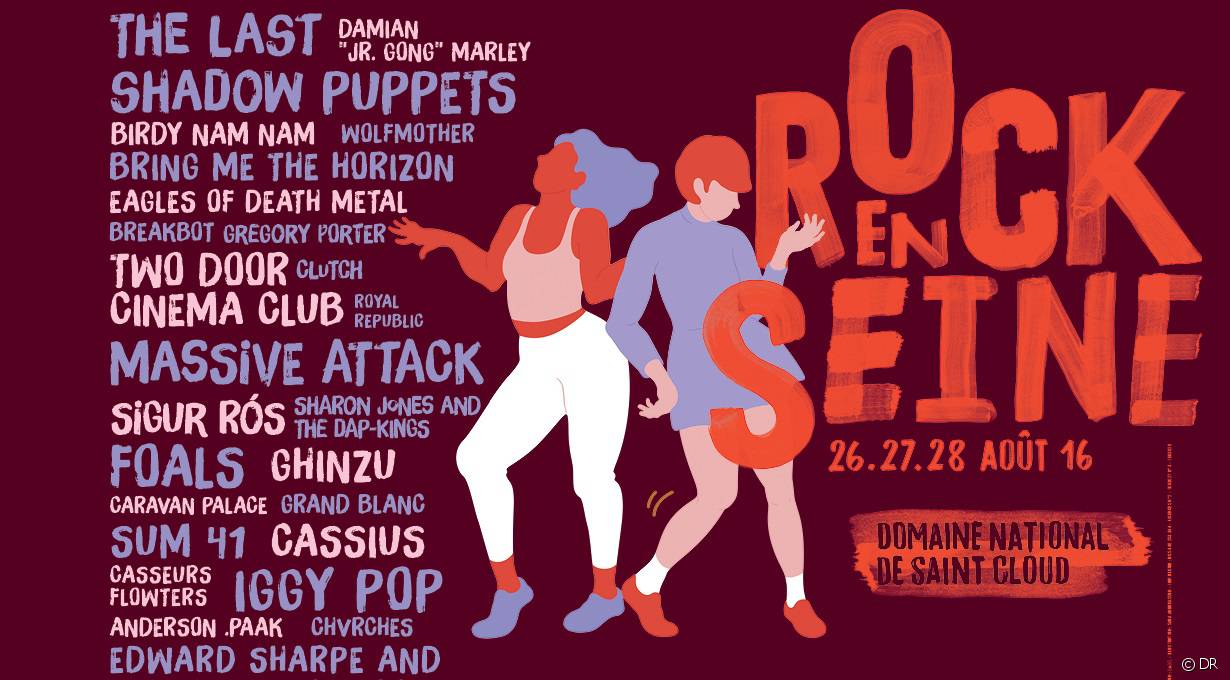 THE LAST DAMIAN
"JR. GONG" MARLEY
SHADOW PUPPETS
BIRDY NAM NAM WOLFMOTHER
BRING ME THE HORIZON
EAGLES OF DEATH METAL
BREAKBOT GREGORY PORTER
TWO DOOR CLUTCH
CINEMA CLUB ROYAL
REPUBLIC
MASSIVE ATTACK
SIGUR RÓS SHARON JONES AND
THE DAP-KINGS
FOALS GHINZU
CARAVAN PALACE GRAND BLANC
SUM 41 CASSIUS
CASSEURS
FLOWTERS IGGY POP
ANDERSON .PAAK CHVRCHES
EDWARD SHARPE AND
ROCK
EN
SEINE
26.27.28 AOÛT 16
DOMAINE NATIONAL
DE SAINT CLOUD
© DR